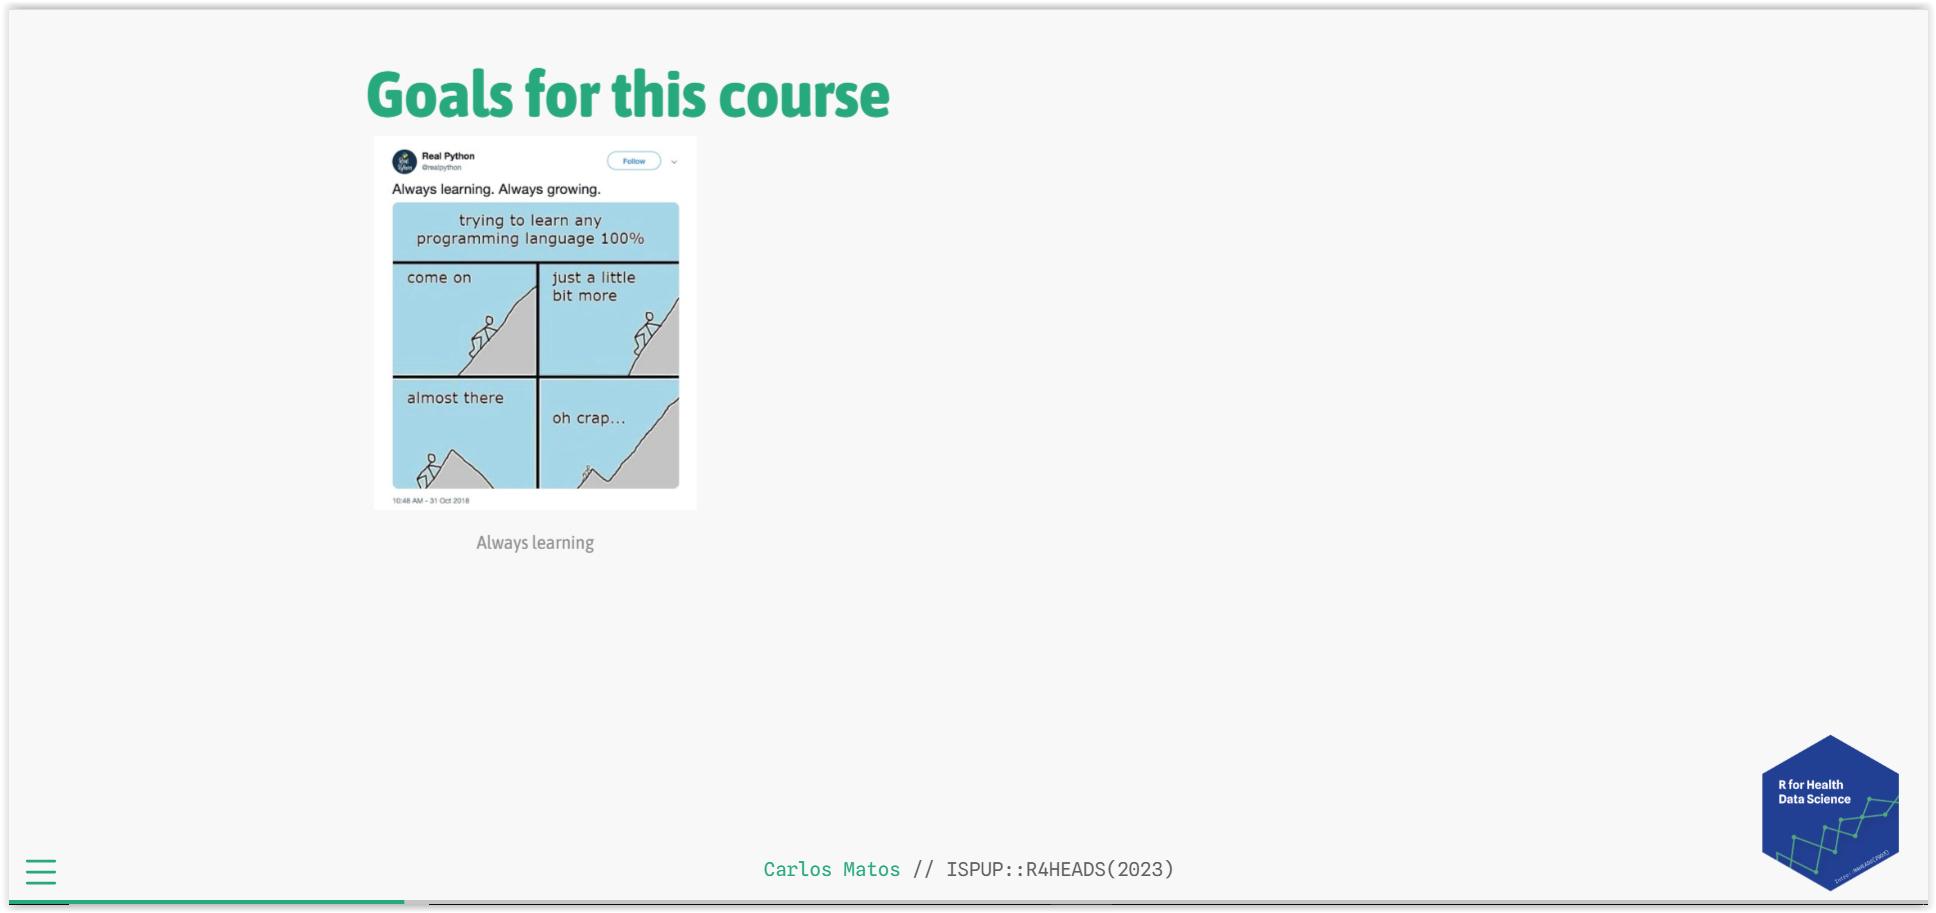 Goals for this course
Real Python
@realpython
Follow
Always learning. Always growing.
trying to learn any
programming language 100%
come on
just a little
bit more
almost there
oh crap...
10:48 AM - 31 Oct 2018
Always learning
R for Health
Data Science
Carlos Matos // ISPUP::R4HEADS(2023)